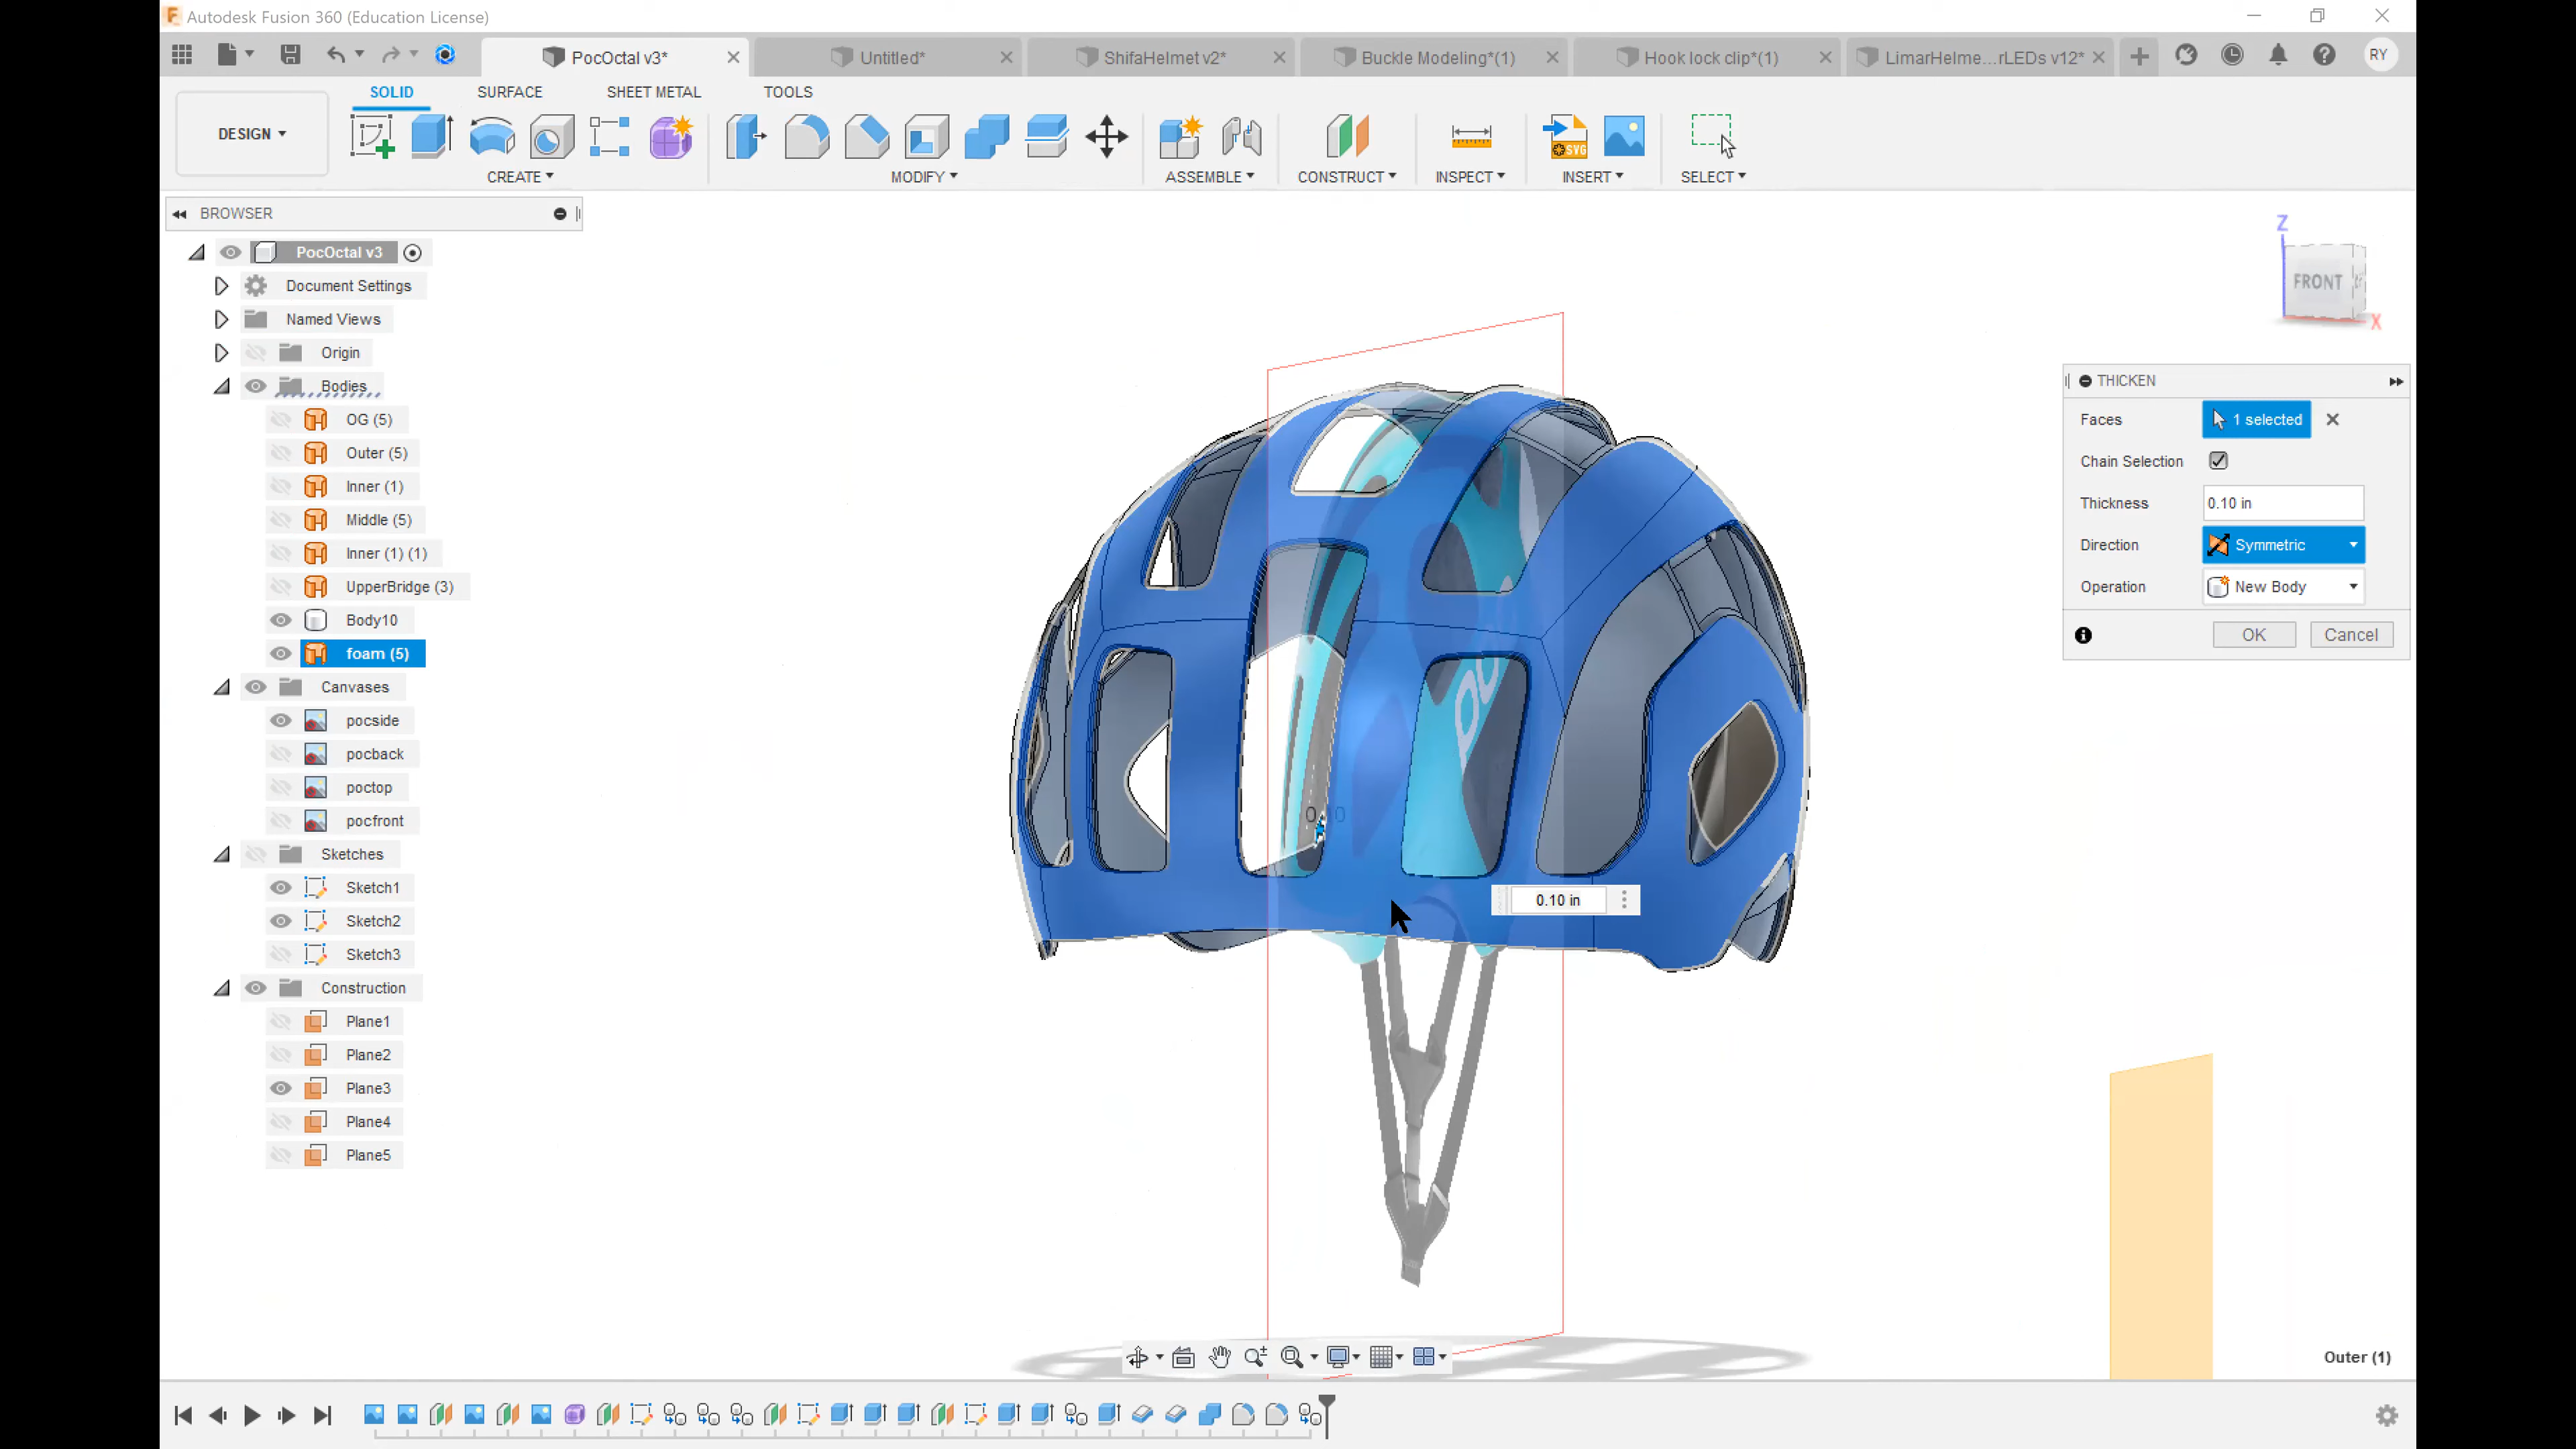 Autodesk Fusion 360 (Education License)
PocOctal v3*
Untitled*
ShifaHelmet v2*
Buckle Modeling*(1)
Hook lock clip*(1)
LimarHelme...rLEDs v12*
RY
SOLID
SURFACE
SHEET METAL
TOOLS
DESIGN
CREATE
MODIFY
ASSEMBLE
CONSTRUCT
INSPECT
INSERT
SELECT
SVG
BROWSER
PocOctal v3
Document Settings
Named Views
Origin
Bodies
OG (5)
Outer (5)
Inner (1)
Middle (5)
Inner (1) (1)
UpperBridge (3)
Body10
foam (5)
Canvases
pocside
pocback
poctop
pocfront
Sketches
Sketch1
Sketch2
Sketch3
Construction
Plane1
Plane2
Plane3
Plane4
Plane5
Z
FRONT
X
THICKEN
Faces
1 selected
Chain Selection
Thickness
0.10 in
Direction
Symmetric
Operation
New Body
OK
Cancel
poc
0.10 in
Outer (1)